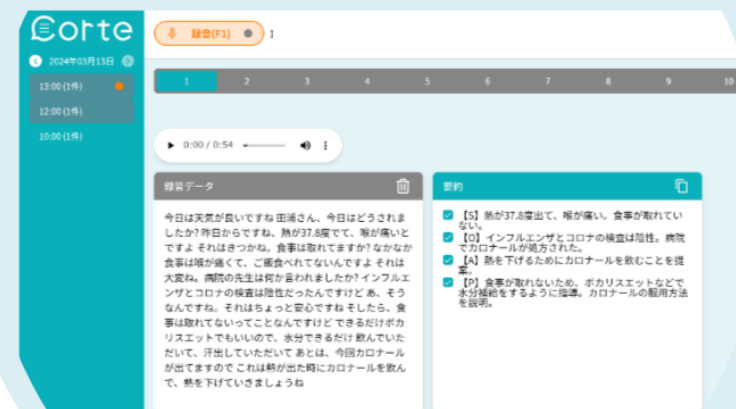 Corte
録音(F1)
1
2024年03月13日
13:00 (1件)
12:00 (1件)
10:00 (1件)
1 2 3 4 5 6 7 8 9 10
0:00 / 0:54
録音データ
今日は天気が良いですね 田浦さん、今日はどうされま
したか? 昨日からですね、熱が37.8度でて、喉が痛いと
ですよ それはきつかね。食事は取れてますか? なかなか
食事は喉が痛くて、ご飯食べれてないんですよ それは
大変ね。病院の先生は何か言われましたか? インフルエ
ンザとコロナの検査は陰性だったんですけど あ、そう
なんですね。それはちょっと安心ですね そしたら、食
事は取れてないってことなんですけど できるだけポカ
リスエットでもいいので、水分できるだけ 飲んでいた
だいて、汗出していただいて あとは、今回カロナール
が出てますので これは熱が出た時にカロナールを飲ん
で、熱を下げていきましょうね
要約
【S】熱が37.8度出て、喉が痛い。食事が取れてい
ない。
【O】インフルエンザとコロナの検査は陰性。病院
でカロナールが処方された。
【A】熱を下げるためにカロナールを飲むことを提
案。
【P】食事が取れないため、ポカリスエットなどで
水分補給をするように指導。カロナールの服用方法
を説明。